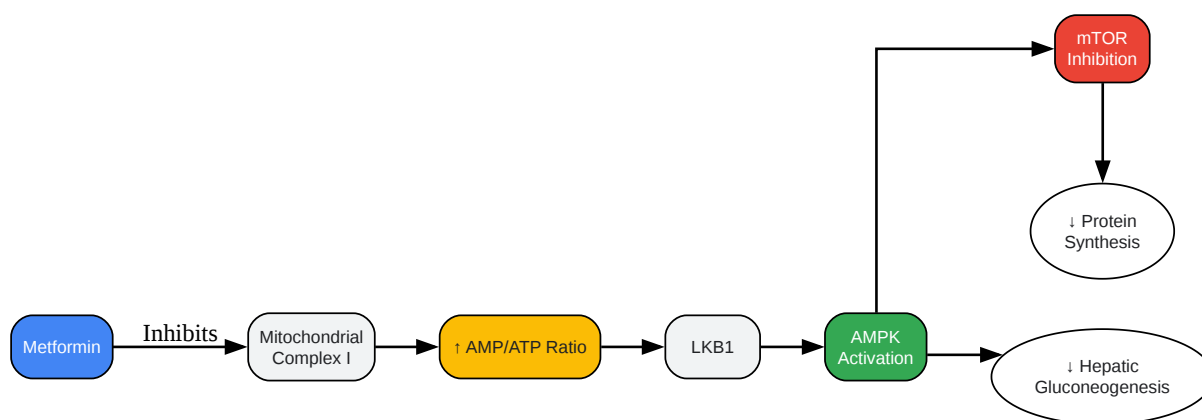 mTOR
Inhibition
↓ Protein
Synthesis
Metformin
Inhibits
Mitochondrial
Complex I
↑ AMP/ATP Ratio
LKB1
AMPK
Activation
↓ Hepatic
Gluconeogenesis